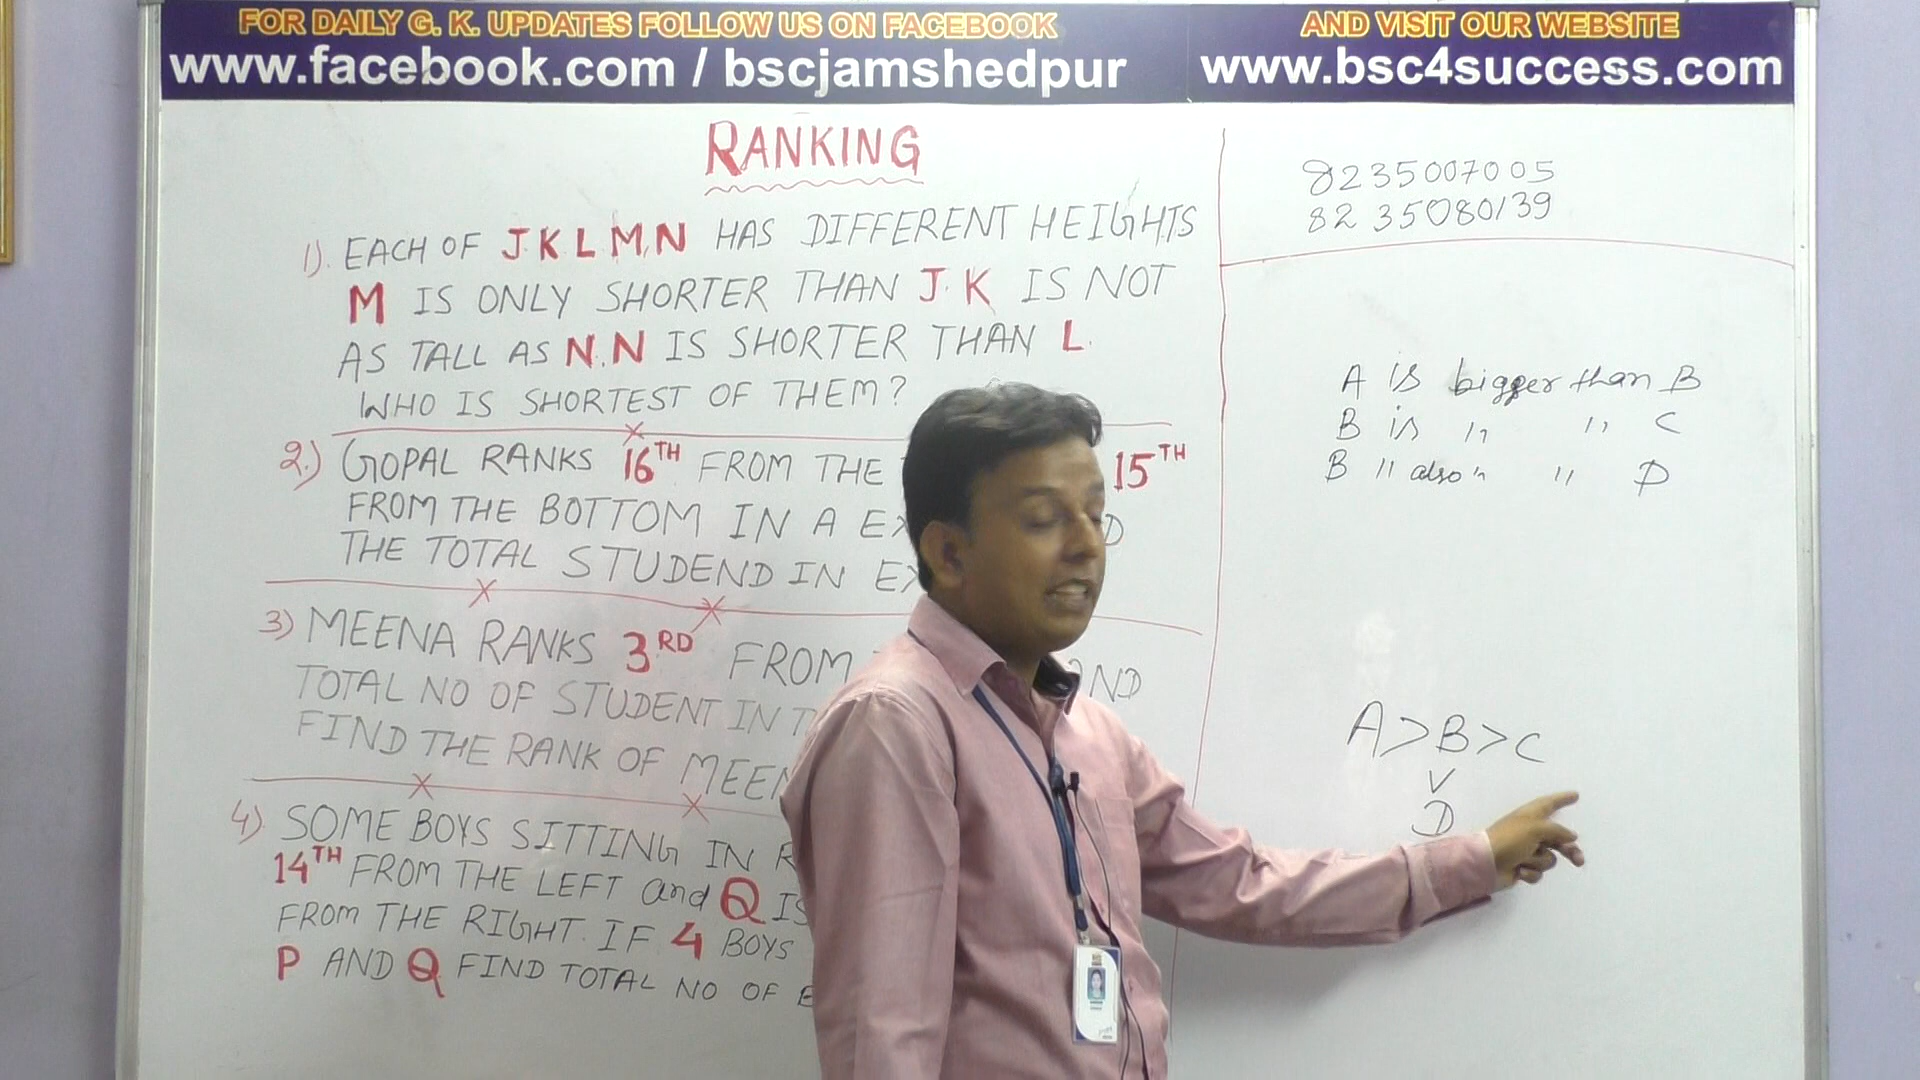 FOR DAILY G. K. UPDATES FOLLOW US ON FACEBOOK
www.facebook.com / bscjamshedpur
AND VISIT OUR WEBSITE
www.bsc4success.com
RANKING
1). EACH OF J.K L M,N HAS DIFFERENT HEIGHTS
M IS ONLY SHORTER THAN J. K IS NOT
AS TALL AS N. N IS SHORTER THAN L.
WHO IS SHORTEST OF THEM?
2.) GOPAL RANKS 16TH FROM THE 15TH
FROM THE BOTTOM IN A
THE TOTAL STUDEND IN
3) MEENA RANKS 3RD FROM
TOTAL NO OF STUDENT IN
FIND THE RANK OF
4). SOME BOYS SITTING IN
14TH FROM THE LEFT and Q IS
FROM THE RIGHT. IF 4 BOYS
P AND Q FIND TOTAL NO OF
8235007005
8235080139
A is bigger than B
B is " " C
B " also " " D
A > B > C
V
D